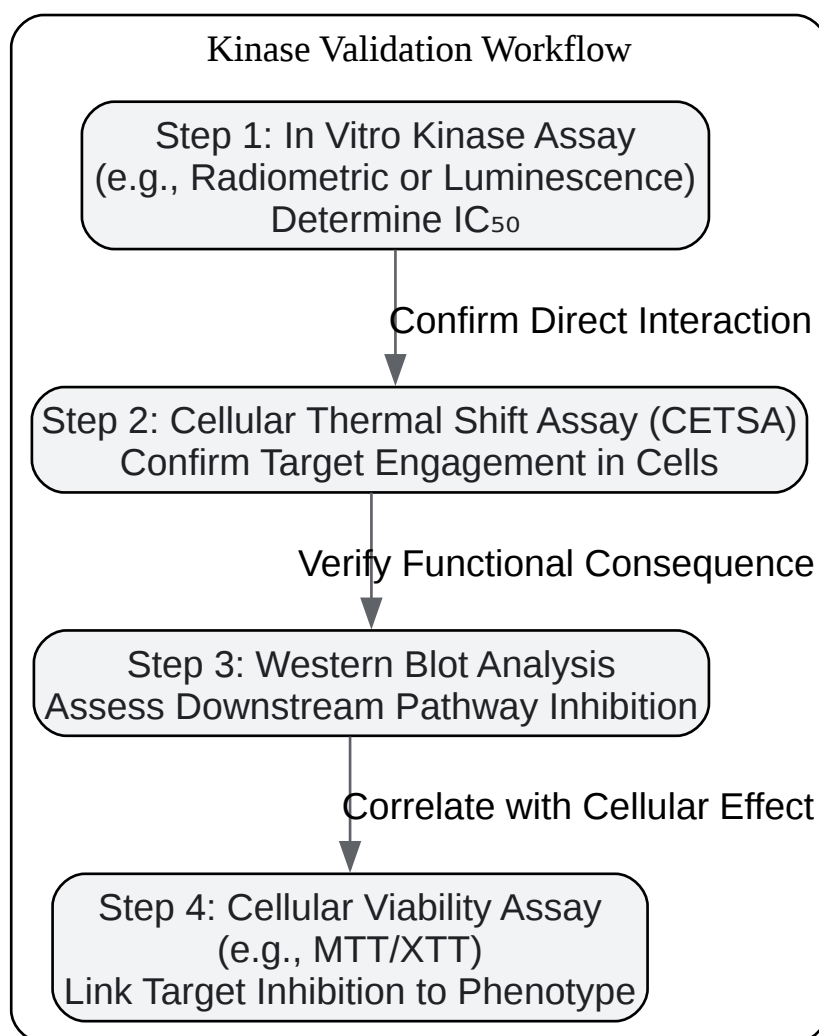 Kinase Validation Workflow
Step 1: In Vitro Kinase Assay
(e.g., Radiometric or Luminescence)
Determine IC₅₀
Confirm Direct Interaction
Step 2: Cellular Thermal Shift Assay (CETSA)
Confirm Target Engagement in Cells
Verify Functional Consequence
Step 3: Western Blot Analysis
Assess Downstream Pathway Inhibition
Correlate with Cellular Effect
Step 4: Cellular Viability Assay
(e.g., MTT/XTT)
Link Target Inhibition to Phenotype